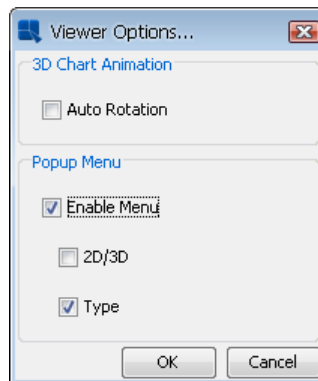 Viewer Options...
3D Chart Animation
Auto Rotation
Popup Menu
Enable Menu
2D/3D
Type
OK Cancel